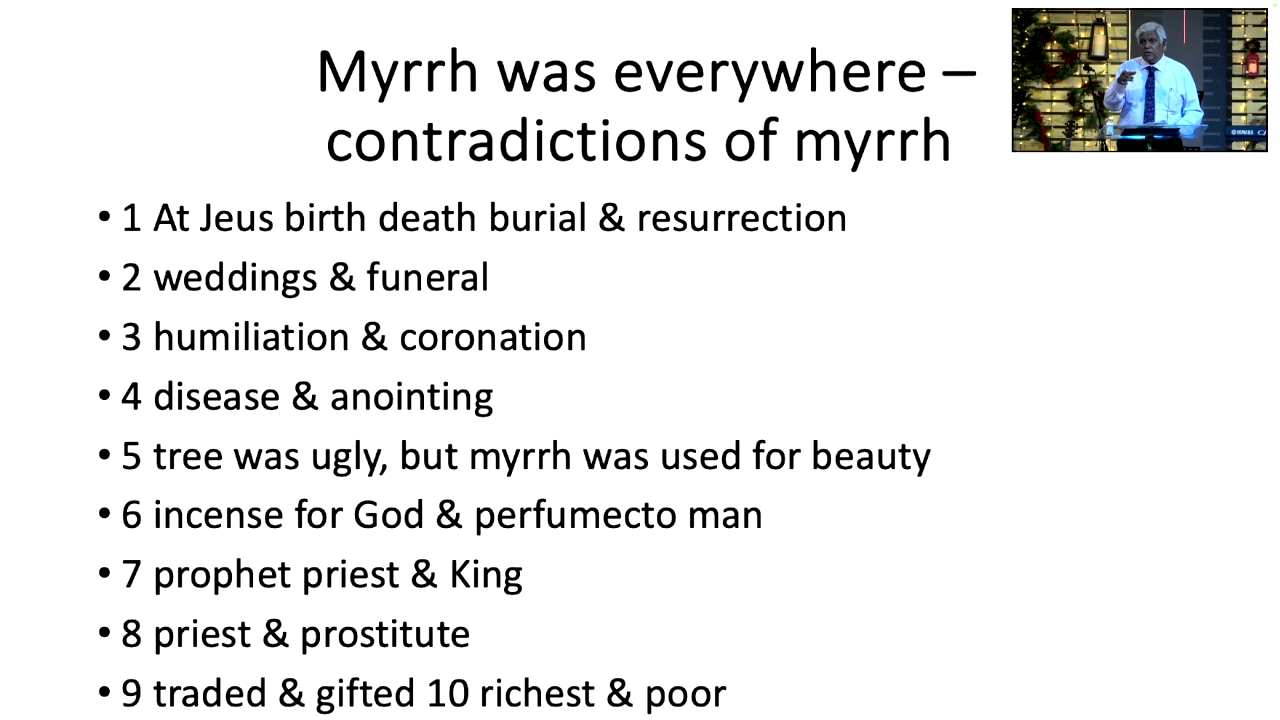 Myrrh was everywhere –
contradictions of myrrh
• 1 At Jeus birth death burial & resurrection
• 2 weddings & funeral
• 3 humiliation & coronation
• 4 disease & anointing
• 5 tree was ugly, but myrrh was used for beauty
• 6 incense for God & perfumecto man
• 7 prophet priest & King
• 8 priest & prostitute
• 9 traded & gifted 10 richest & poor
YAMAHA